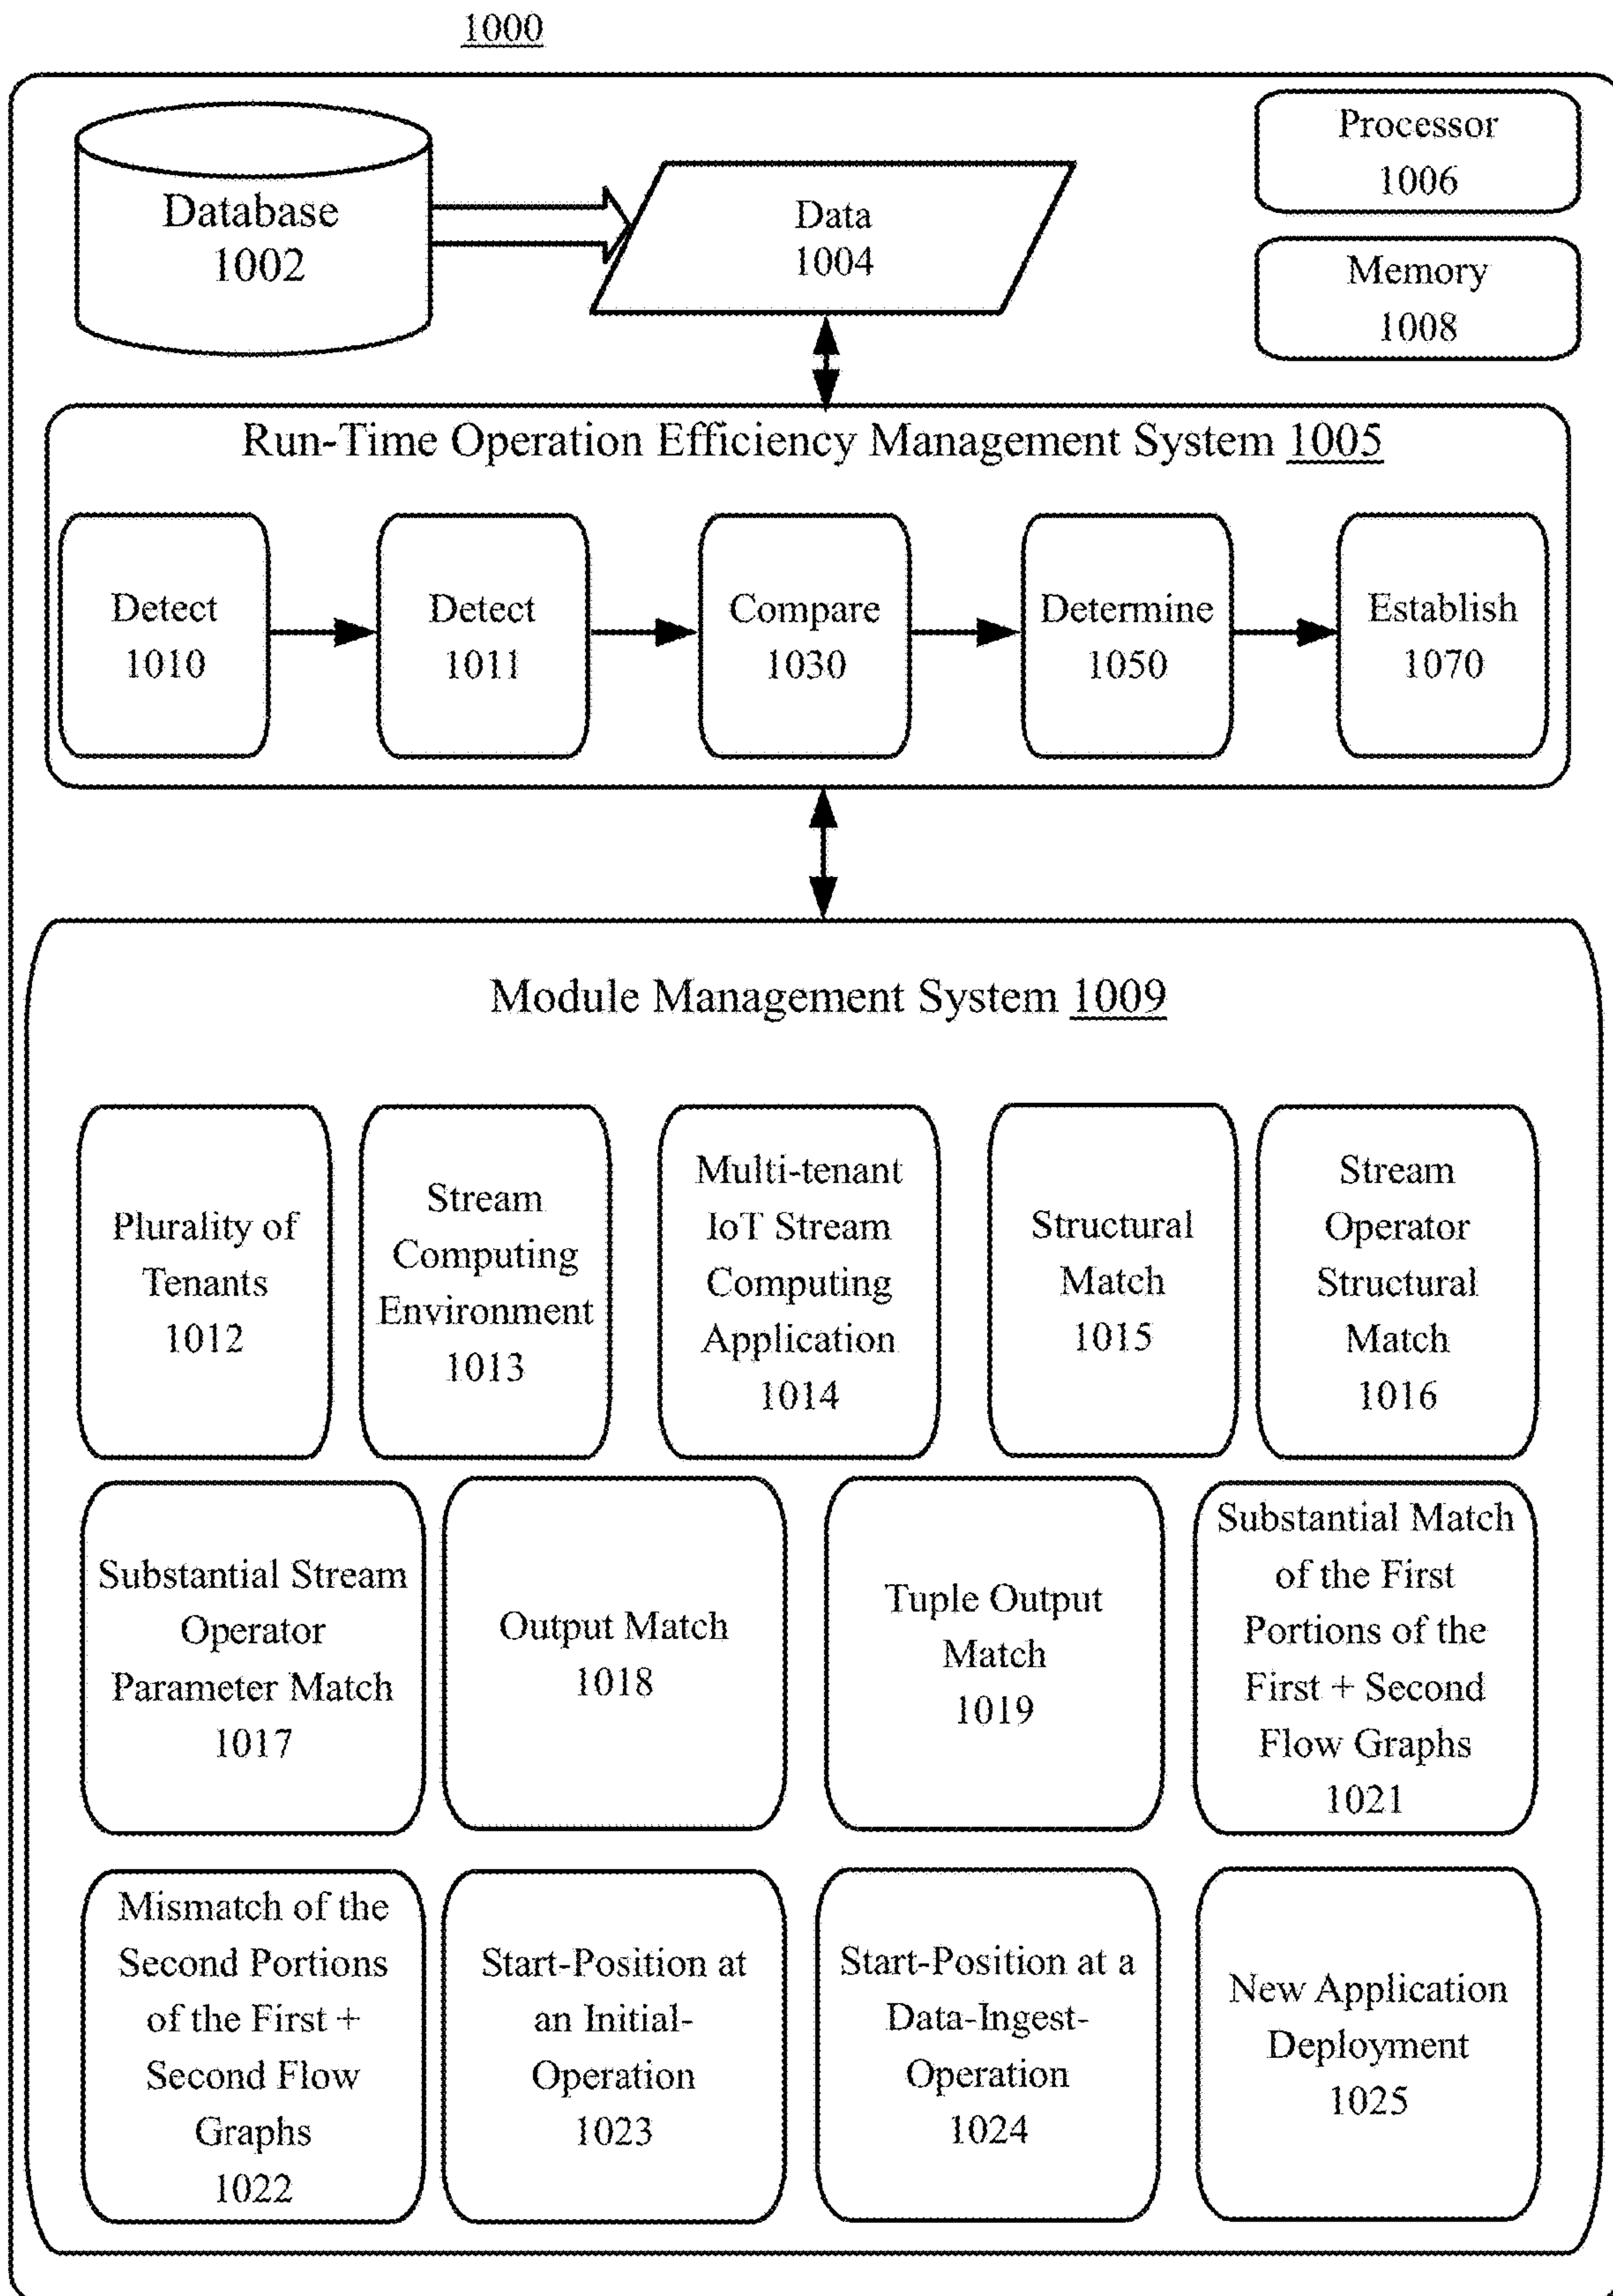 1000
Database
1002
Data
1004
Processor
1006
Memory
1008
Run-Time Operation Efficiency Management System 1005
Detect
1010
Detect
1011
Compare
1030
Determine
1050
Establish
1070
Module Management System 1009
Plurality of
Tenants
1012
Stream
Computing
Environment
1013
Multi-tenant
IoT Stream
Computing
Application
1014
Structural
Match
1015
Stream
Operator
Structural
Match
1016
Substantial Stream
Operator
Parameter Match
1017
Output Match
1018
Tuple Output
Match
1019
Substantial Match
of the First
Portions of the
First + Second
Flow Graphs
1021
Mismatch of the
Second Portions
of the First +
Second Flow
Graphs
1022
Start-Position at
an Initial-
Operation
1023
Start-Position at a
Data-Ingest-
Operation
1024
New Application
Deployment
1025